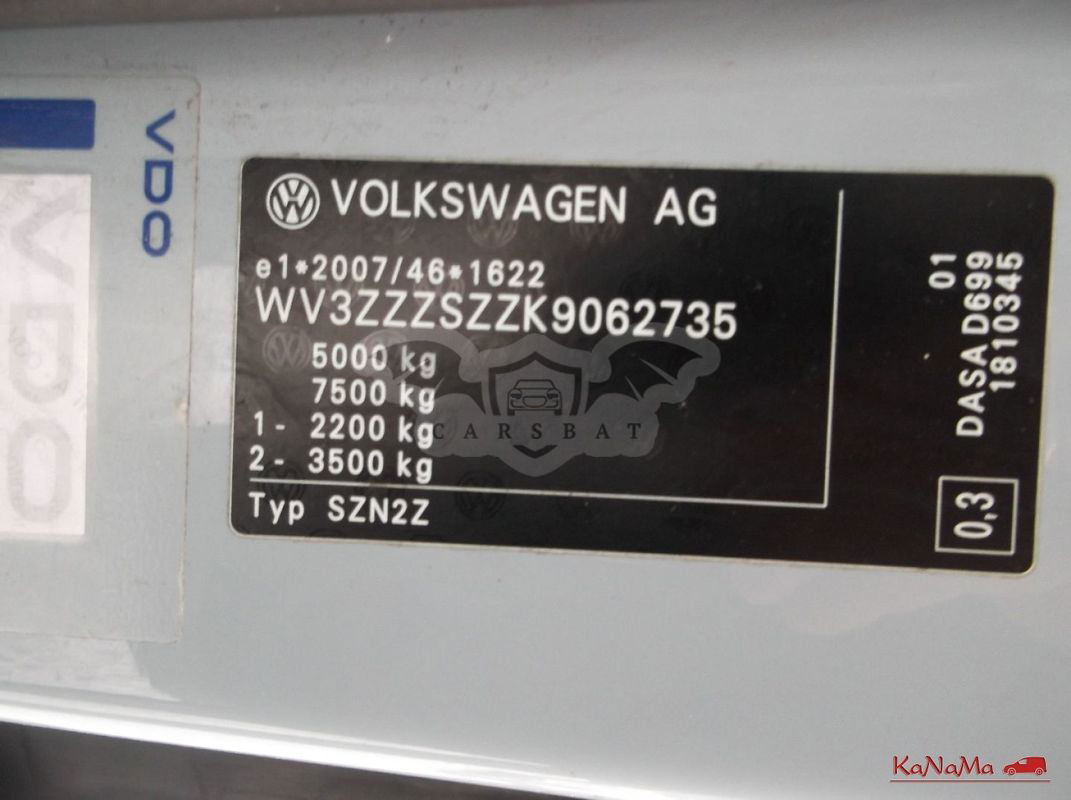 VDO
VDO
VOLKSWAGEN AG
e1*2007/46*1622
WV3ZZZSZZK9062735
5000 kg
7500 kg
1- 2200 kg
2- 3500 kg
Typ SZN2Z
01
DASA D699
1810345
0,3
CARSBAT
KaNaMa